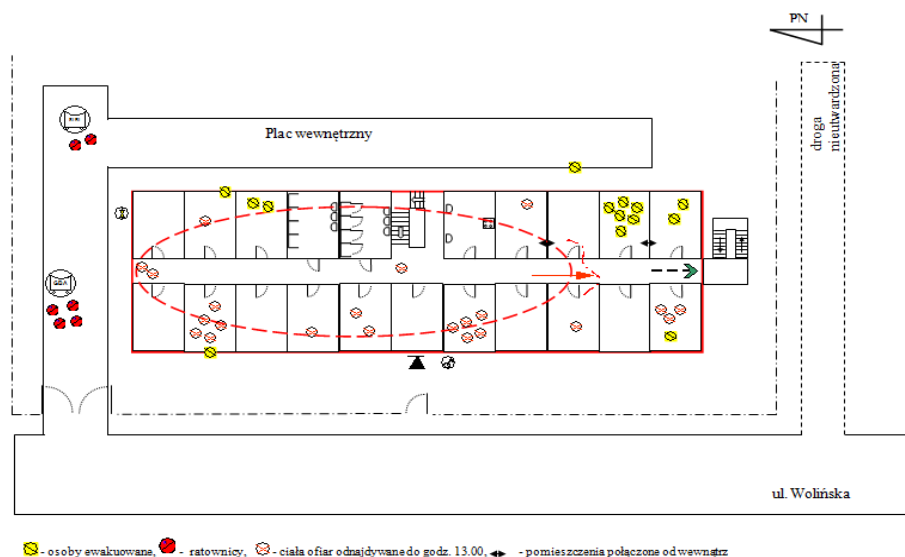 PN
Plac wewnętrzny
droga
nieutwardzona
GBA
ul. Wolińska
- osoby ewakuowane, - ratownicy, - ciała ofiar odnajdywane do godz. 13.00, - pomieszczenia połączone od wewnątrz